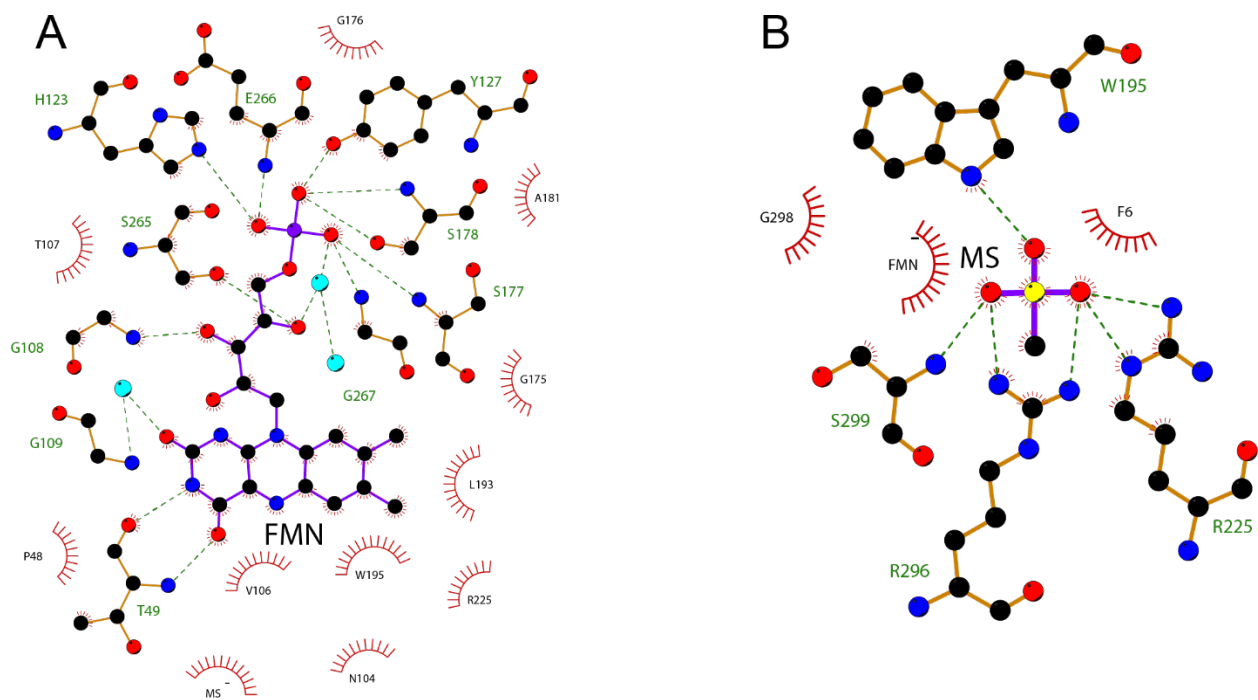 A
G176
H123
E266
Y127
A181
S265
S178
T107
S177
G108
G175
G267
G109
L193
FMN
P48
W195
V106
R225
T49
N104
MS -
B
W195
G298
F6
-
FMN
MS
S299
R225
R296